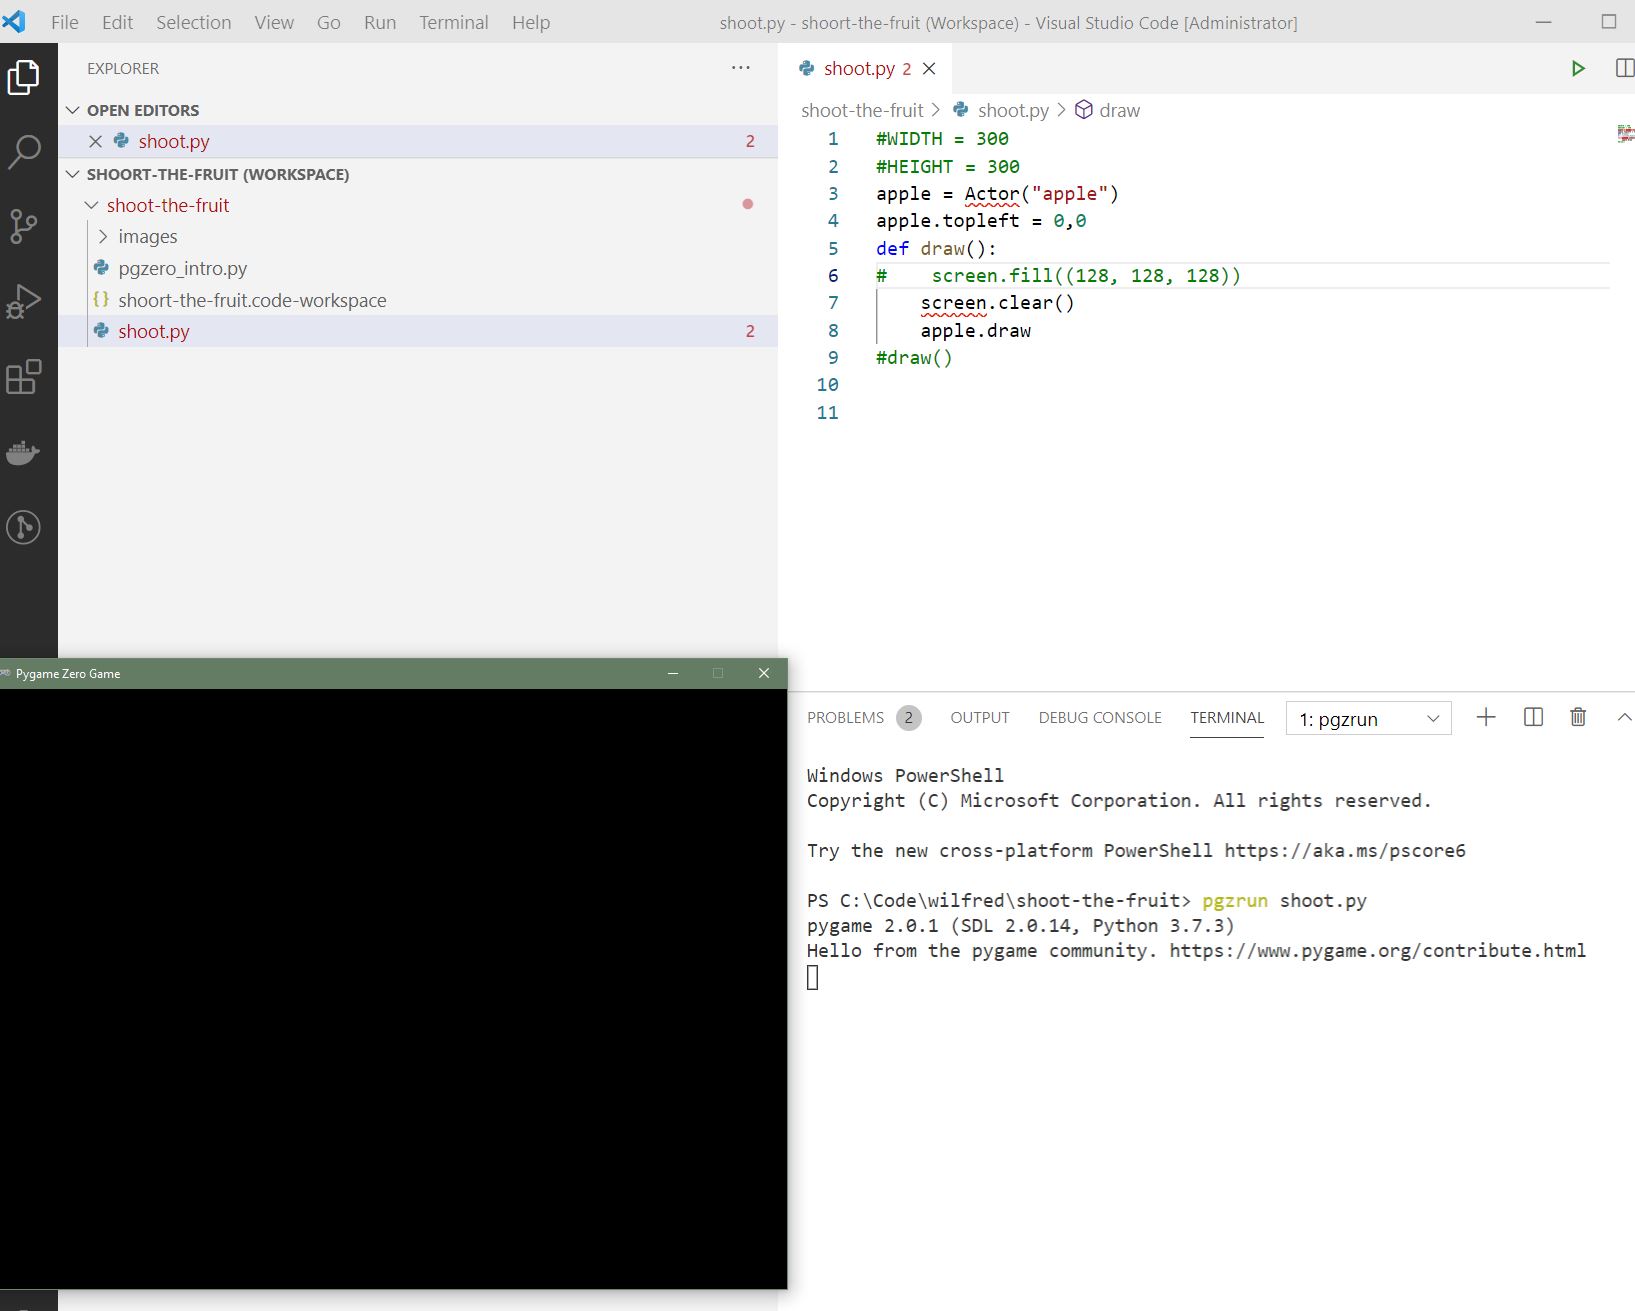 File Edit Selection View Go Run Terminal Help
shoot.py - shoort-the-fruit (Workspace) - Visual Studio Code [Administrator]
EXPLORER
OPEN EDITORS
shoot.py 2
SHOORT-THE-FRUIT (WORKSPACE)
shoot-the-fruit
images
pgzero_intro.py
{} shoort-the-fruit.code-workspace
shoot.py 2
shoot.py 2
shoot-the-fruit > shoot.py > draw
1 #WIDTH = 300
2 #HEIGHT = 300
3 apple = Actor("apple")
4 apple.topleft = 0,0
5 def draw():
6 #    screen.fill((128, 128, 128))
7     screen.clear()
8     apple.draw
9 #draw()
10
11
Pygame Zero Game
PROBLEMS 2 OUTPUT DEBUG CONSOLE TERMINAL 1: pgzrun
Windows PowerShell
Copyright (C) Microsoft Corporation. All rights reserved.
Try the new cross-platform PowerShell https://aka.ms/pscore6
PS C:\Code\wilfred\shoot-the-fruit> pgzrun shoot.py
pygame 2.0.1 (SDL 2.0.14, Python 3.7.3)
Hello from the pygame community. https://www.pygame.org/contribute.html